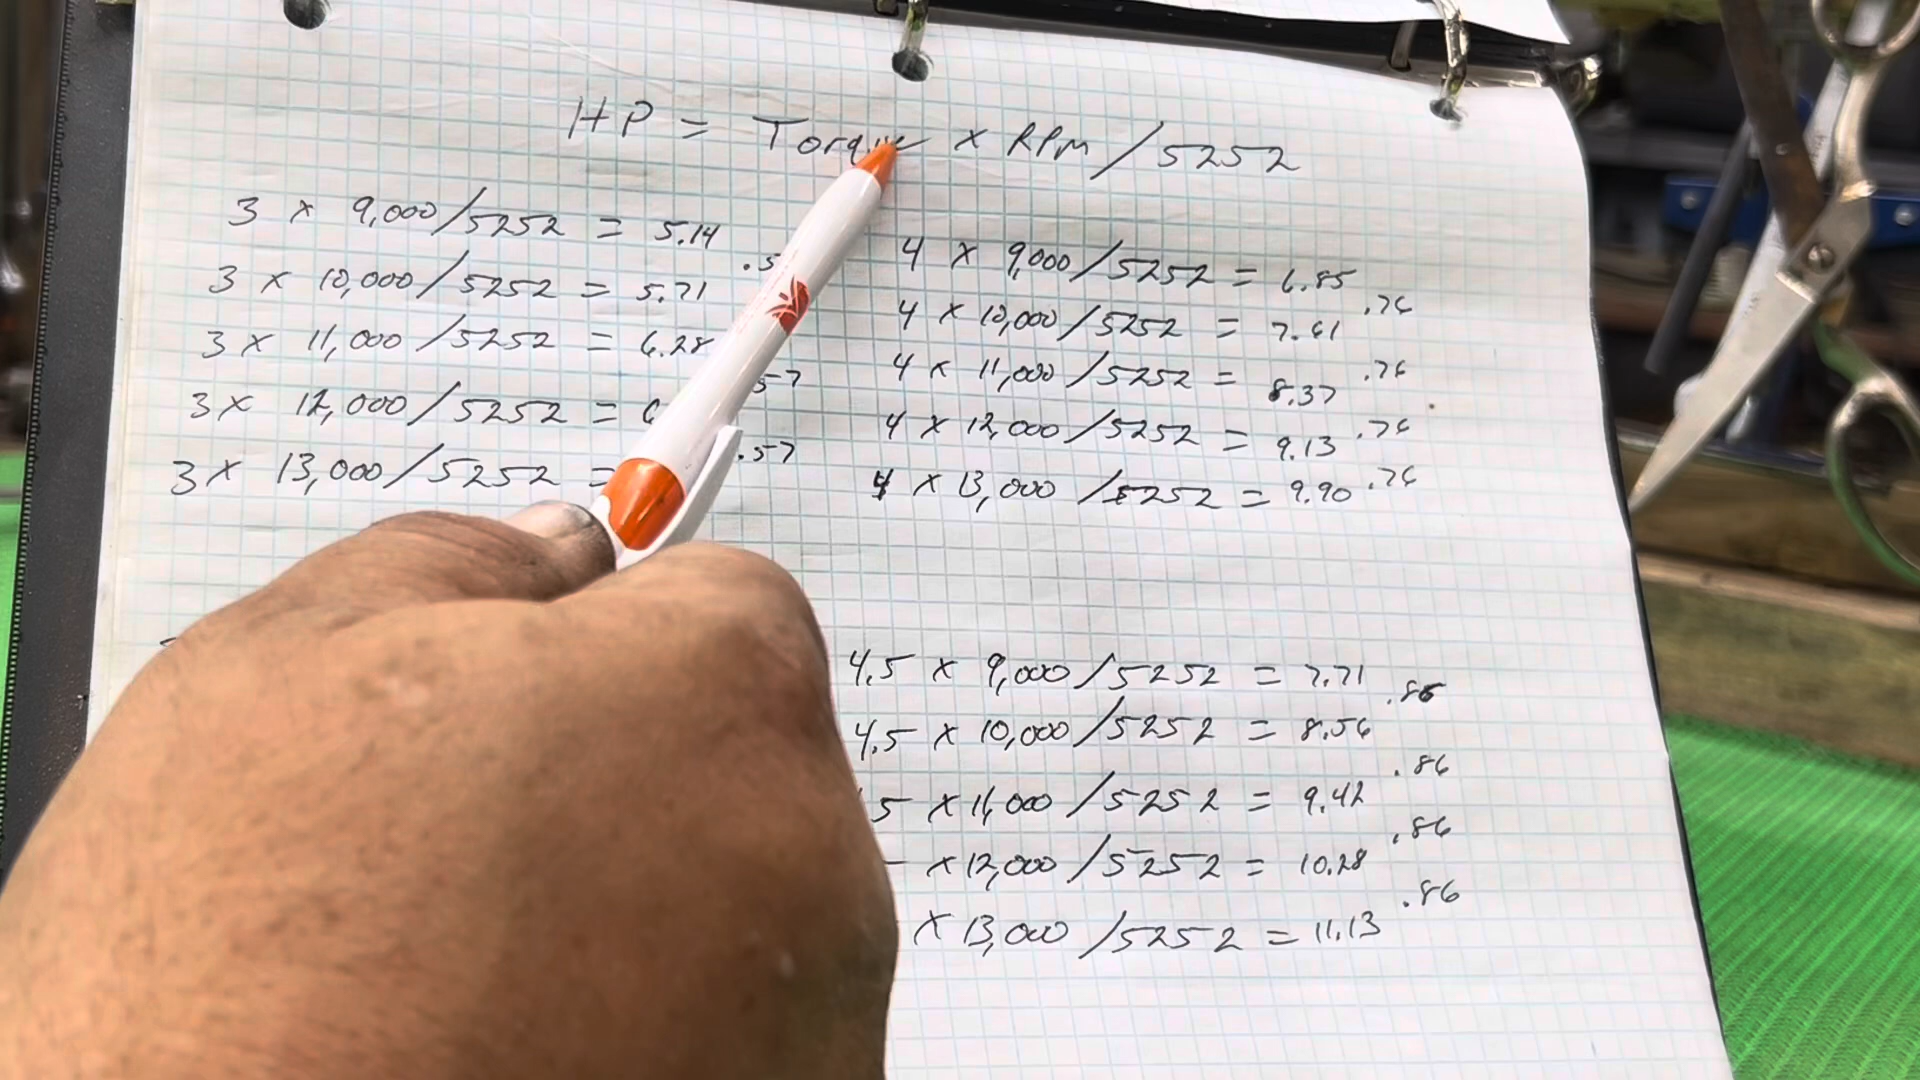 HP = Torque x RPM / 5252
3 x 9,000/5252 = 5.14
3 x 10,000/5252 = 5.71
3 x 11,000/5252 = 6.28
.57
3 x 12,000/5252 =
.57
3 x 13,000/5252 =
4 x 9,000/5252 = 6.85
.76
4 x 10,000/5252 = 7.61
.76
4 x 11,000/5252 = 8.37
.76
4 x 12,000/5252 = 9.13
.76
4 x 13,000/5252 = 9.90
4.5 x 9,000/5252 = 7.71
.86
4.5 x 10,000/5252 = 8.56
.86
5 x 11,000/5252 = 9.42
.86
x 12,000/5252 = 10.28
.86
x 13,000/5252 = 11.13